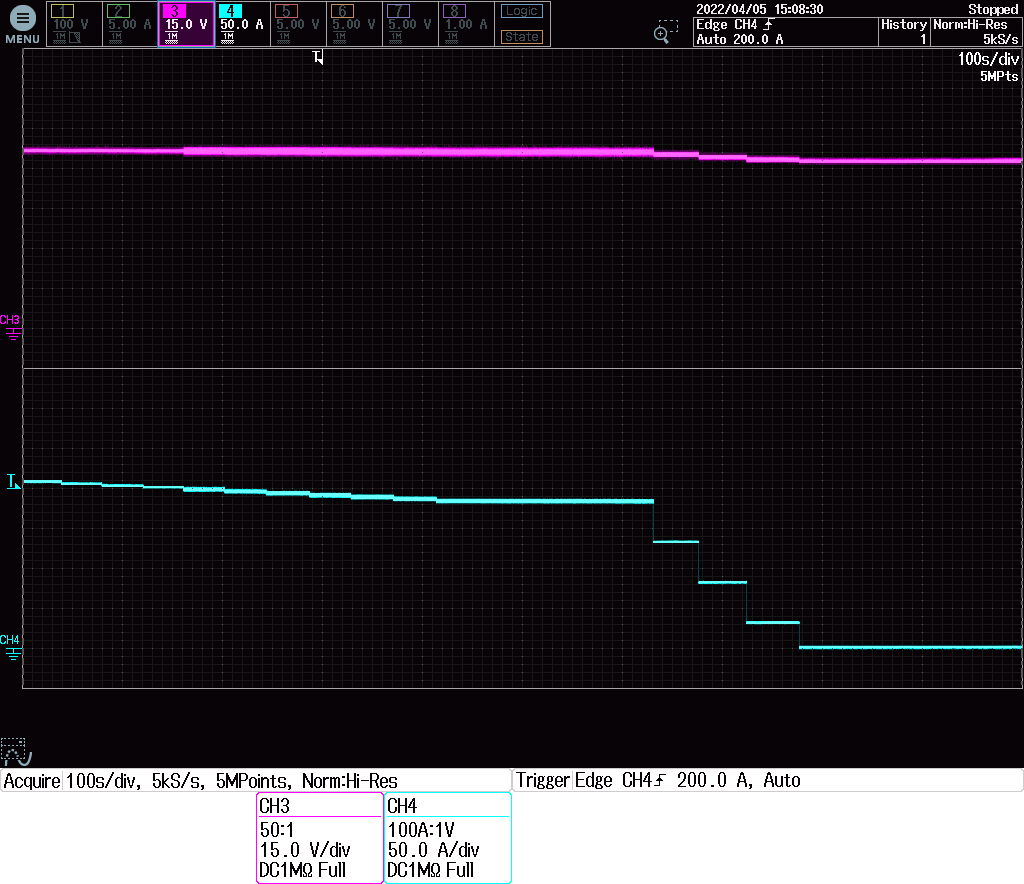 MENU
1 2 3 4 5 6 7 8 Logic
100 V 5.00 A 15.0 V 50.0 A 5.00 V 5.00 V 5.00 V 1.00 A State
1M 1M 1M 1M 1M 1M 1M 1M
2022/04/05 15:08:30 Stopped
Edge CH4 History Norm:Hi-Res
Auto 200.0 A 1 5kS/s
T
100s/div
5MPts
CH3
T
CH4
Acquire 100s/div, 5kS/s, 5MPoints, Norm:Hi-Res Trigger Edge CH4 200.0 A, Auto
CH3 CH4
50:1 100A:1V
15.0 V/div 50.0 A/div
DC1MΩ Full DC1MΩ Full